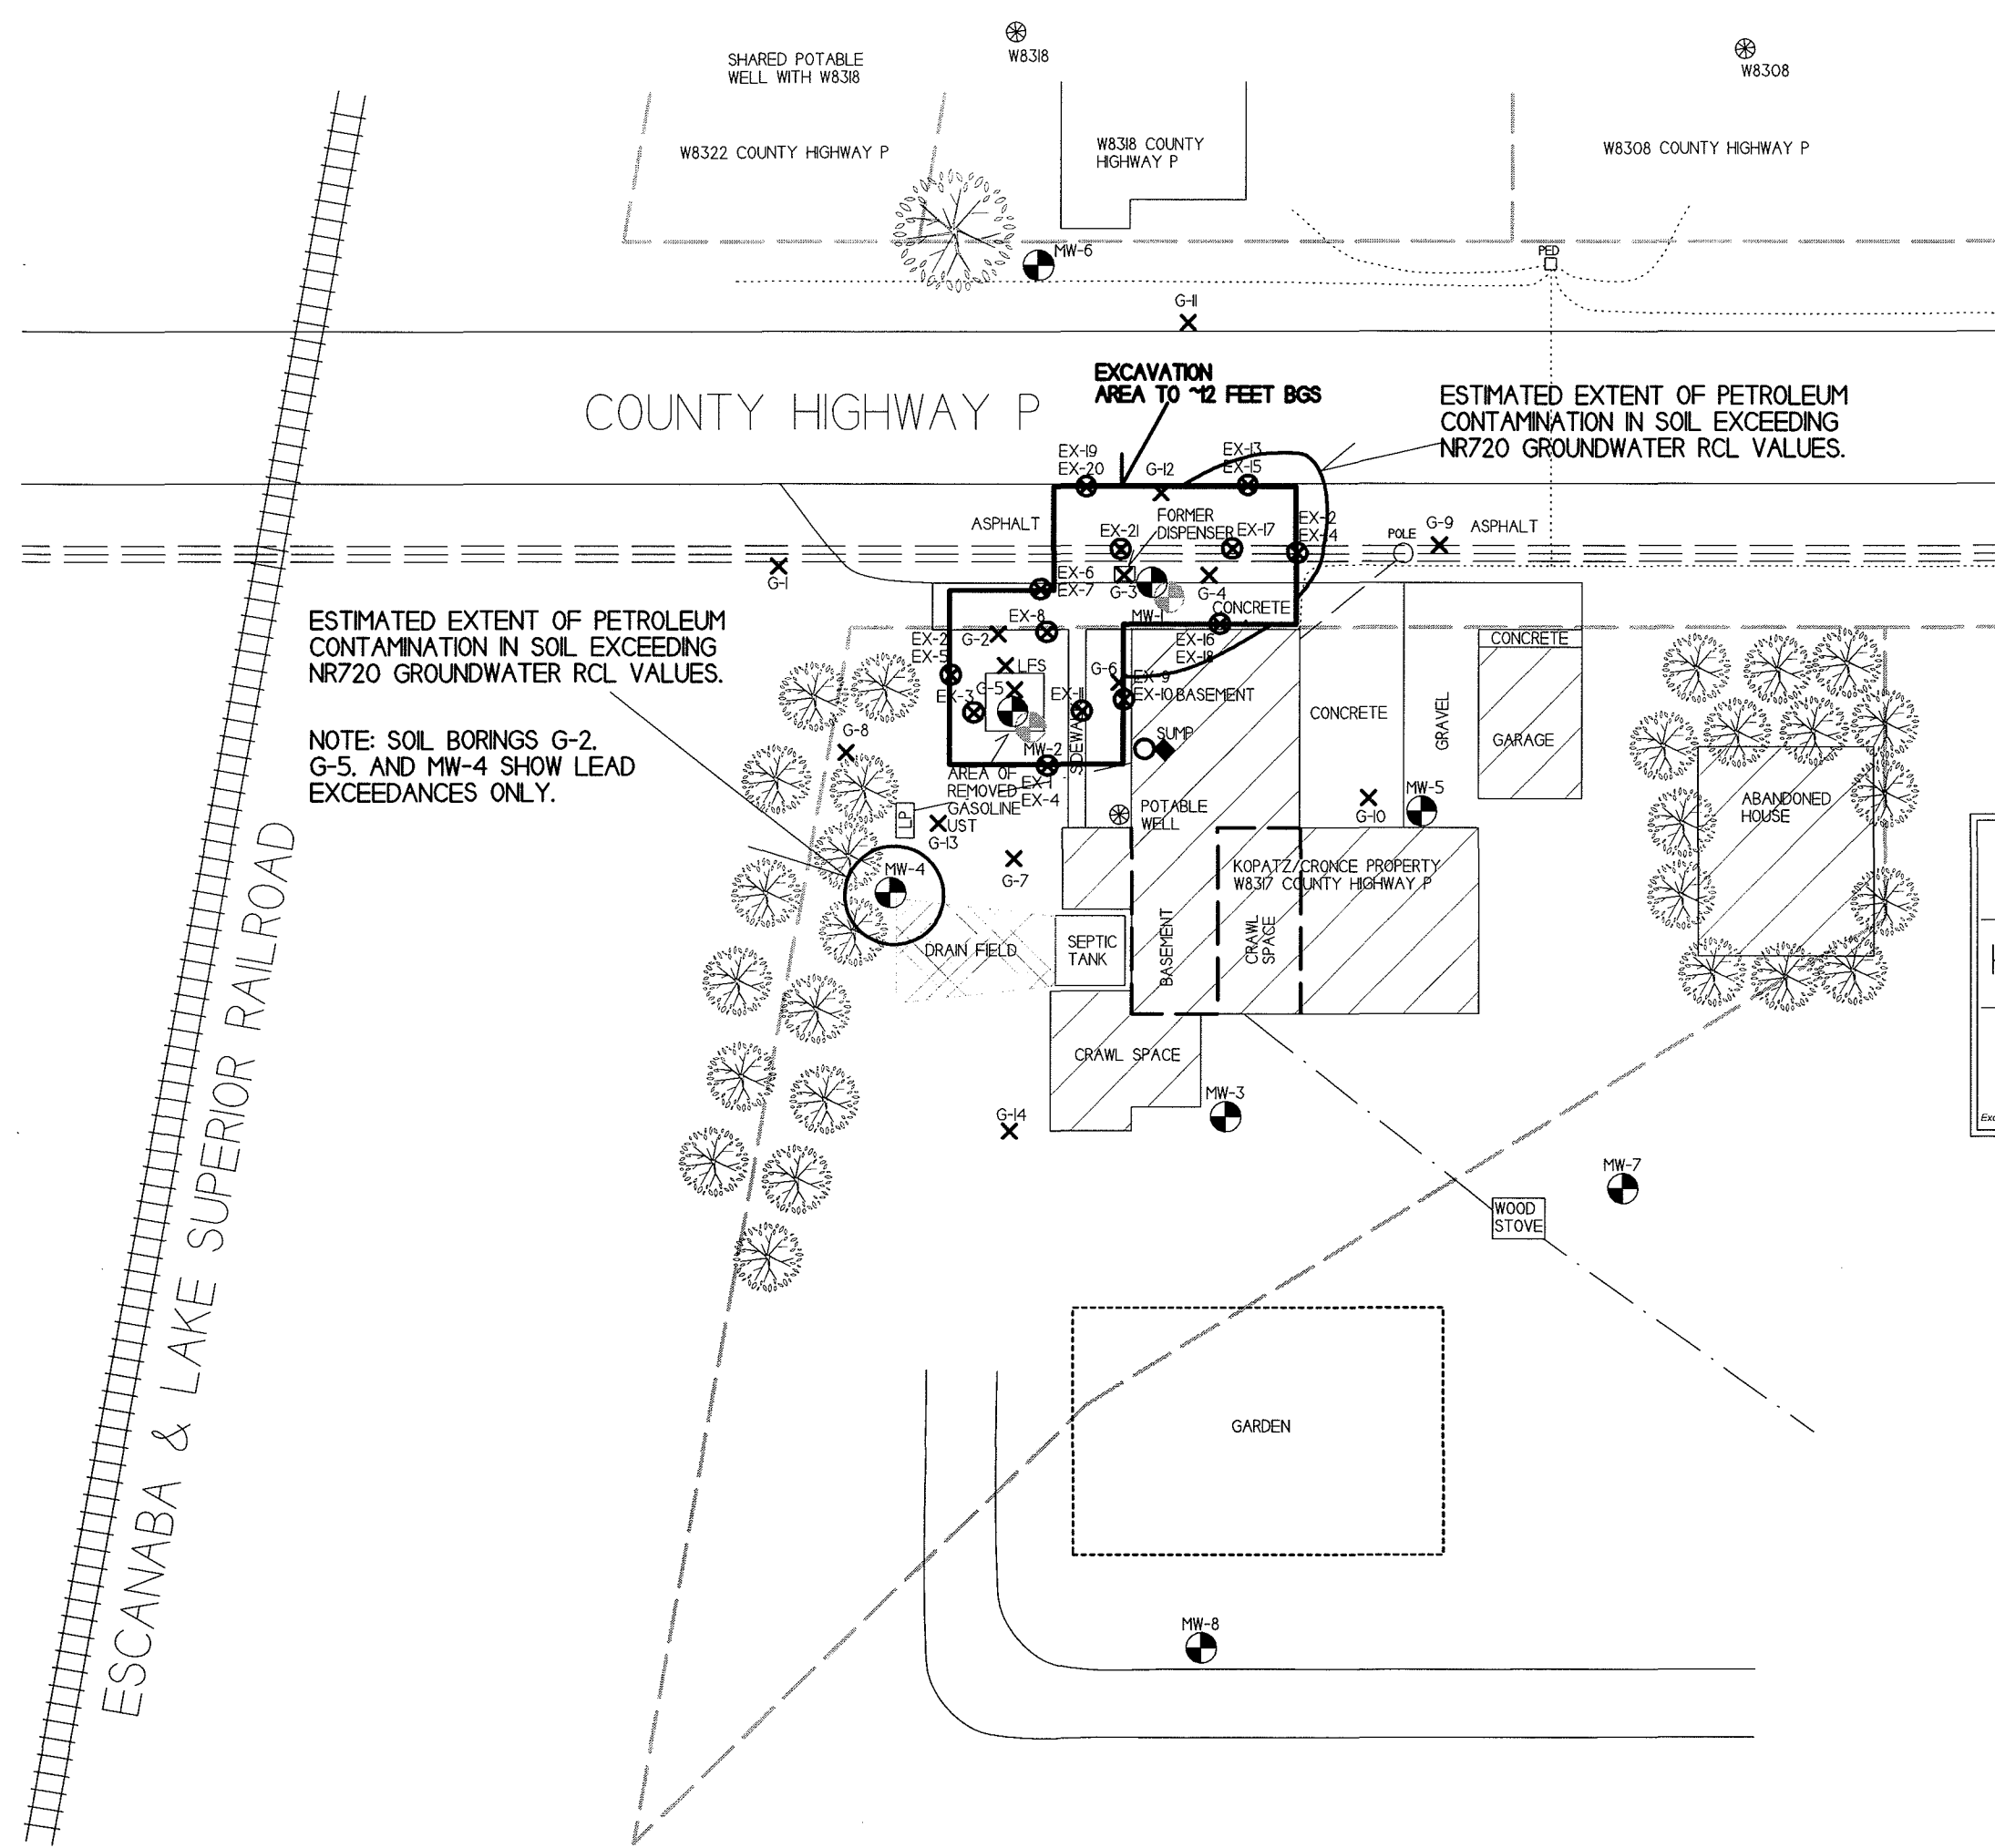 W8318
W8308
SHARED POTABLE
WELL WITH W8318
W8322 COUNTY HIGHWAY P
W8318 COUNTY
HIGHWAY P
W8308 COUNTY HIGHWAY P
MW-6
PED
G-11
COUNTY HIGHWAY P
EXCAVATION
AREA TO ~12 FEET BGS
ESTIMATED EXTENT OF PETROLEUM
CONTAMINATION IN SOIL EXCEEDING
NR720 GROUNDWATER RCL VALUES.
EX-19
EX-20
G-12
EX-13
EX-15
ASPHALT
FORMER
DISPENSER
EX-21
EX-17
EX-2
EX-14
POLE
G-9
ASPHALT
G-1
EX-6
EX-7
G-3
G-4
MW-1
CONCRETE
ESTIMATED EXTENT OF PETROLEUM
CONTAMINATION IN SOIL EXCEEDING
NR720 GROUNDWATER RCL VALUES.
NOTE: SOIL BORINGS G-2,
G-5, AND MW-4 SHOW LEAD
EXCEEDANCES ONLY.
EX-8
G-2
EX-2
EX-5
LFS
EX-16
EX-18
G-6
EX-9
EX-10
BASEMENT
G-5
EX-3
EX-11
SIDEWA
SUMP
MW-2
EX-1
EX-4
AREA OF
REMOVED
GASOLINE
UST
G-8
LP
G-13
G-7
POTABLE
WELL
CONCRETE
GRAVEL
CONCRETE
GARAGE
G-10
MW-5
ABANDONED
HOUSE
KOPATZ/CRONCE PROPERTY
W8317 COUNTY HIGHWAY P
MW-4
DRAIN FIELD
SEPTIC
TANK
BASEMENT
CRAWL
SPACE
CRAWL SPACE
MW-3
G-14
MW-7
WOOD
STOVE
GARDEN
MW-8
ESCANABA & LAKE SUPERIOR RAILROAD